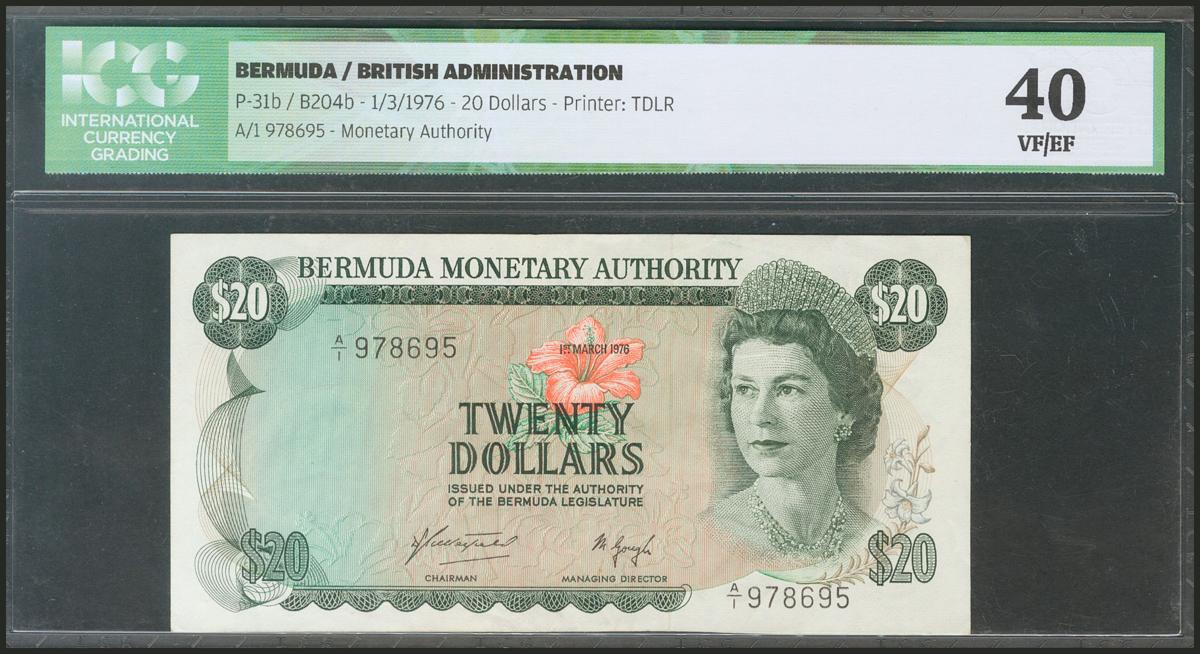 ICG
INTERNATIONAL
CURRENCY
GRADING
BERMUDA / BRITISH ADMINISTRATION
P-31b / B204b - 1/3/1976 - 20 Dollars - Printer: TDLR
A/1 978695 - Monetary Authority
40
VF/EF
BERMUDA MONETARY AUTHORITY
$20
$20
A/1 978695
1ST MARCH 1976
TWENTY
DOLLARS
ISSUED UNDER THE AUTHORITY
OF THE BERMUDA LEGISLATURE
M Gough
CHAIRMAN
MANAGING DIRECTOR
$20
$20
A/1 978695